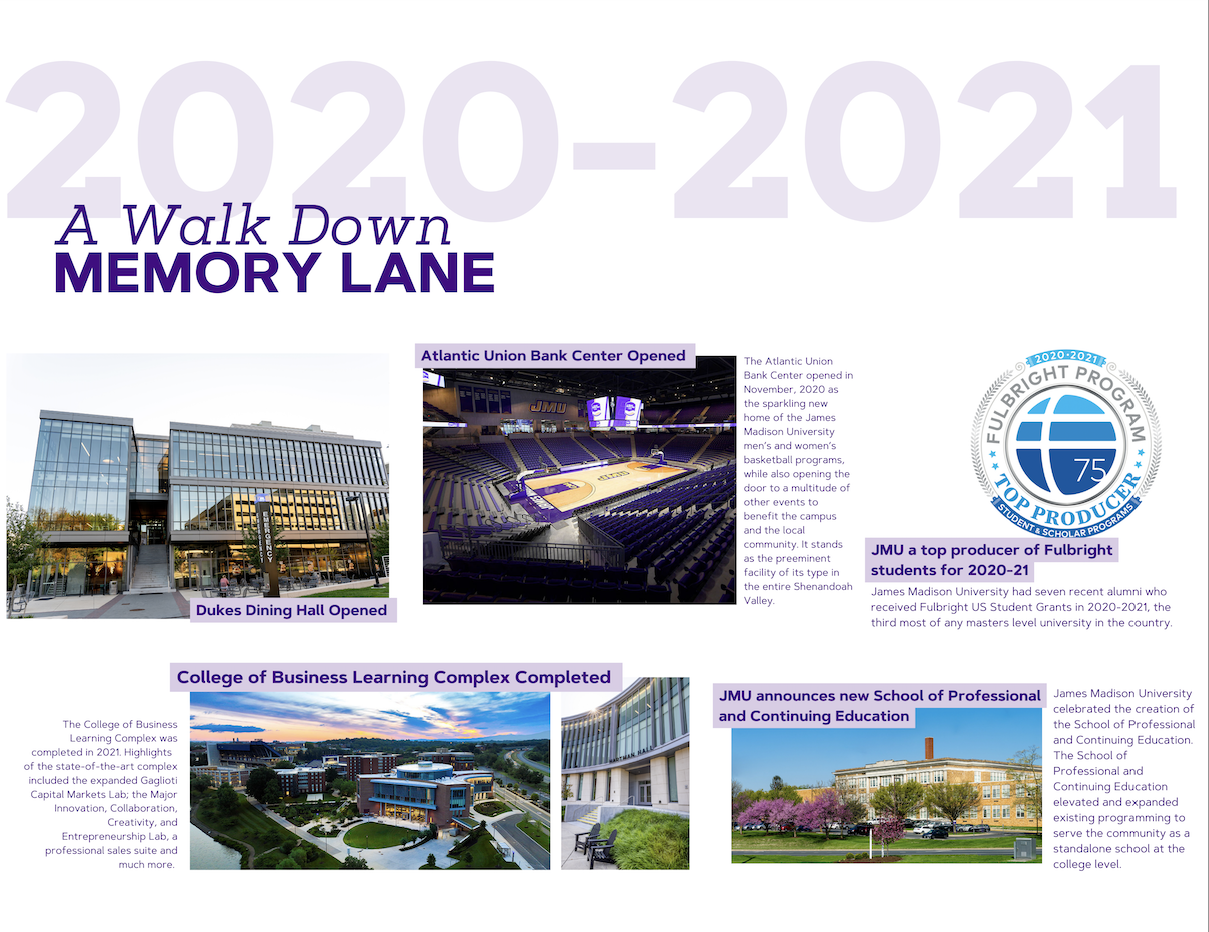 2020-2021
A Walk Down
MEMORY LANE
Atlantic Union Bank Center Opened
JMU
The Atlantic Union
Bank Center opened in
November, 2020 as
the sparkling new
home of the James
Madison University
men's and women's
basketball programs,
while also opening the
door to a multitude of
other events to
benefit the campus
and the local
community. It stands
as the preeminent
facility of its type in
the entire Shenandoah
Valley.
2020-2021
FULBRIGHT PROGRAM
75
TOP PRODUCER
STUDENT & SCHOLAR PROGRAMS
JMU a top producer of Fulbright
students for 2020-21
James Madison University had seven recent alumni who
received Fulbright US Student Grants in 2020-2021, the
third most of any masters level university in the country.
Dukes Dining Hall Opened
College of Business Learning Complex Completed
The College of Business
Learning Complex was
completed in 2021. Highlights
of the state-of-the-art complex
included the expanded Gaglioti
Capital Markets Lab; the Major
Innovation, Collaboration,
Creativity, and
Entrepreneurship Lab, a
professional sales suite and
much more.
HARTMAN HALL
JMU announces new School of Professional
and Continuing Education
James Madison University
celebrated the creation of
the School of Professional
and Continuing Education.
The School of
Professional and
Continuing Education
elevated and expanded
existing programming to
serve the community as a
standalone school at the
college level.